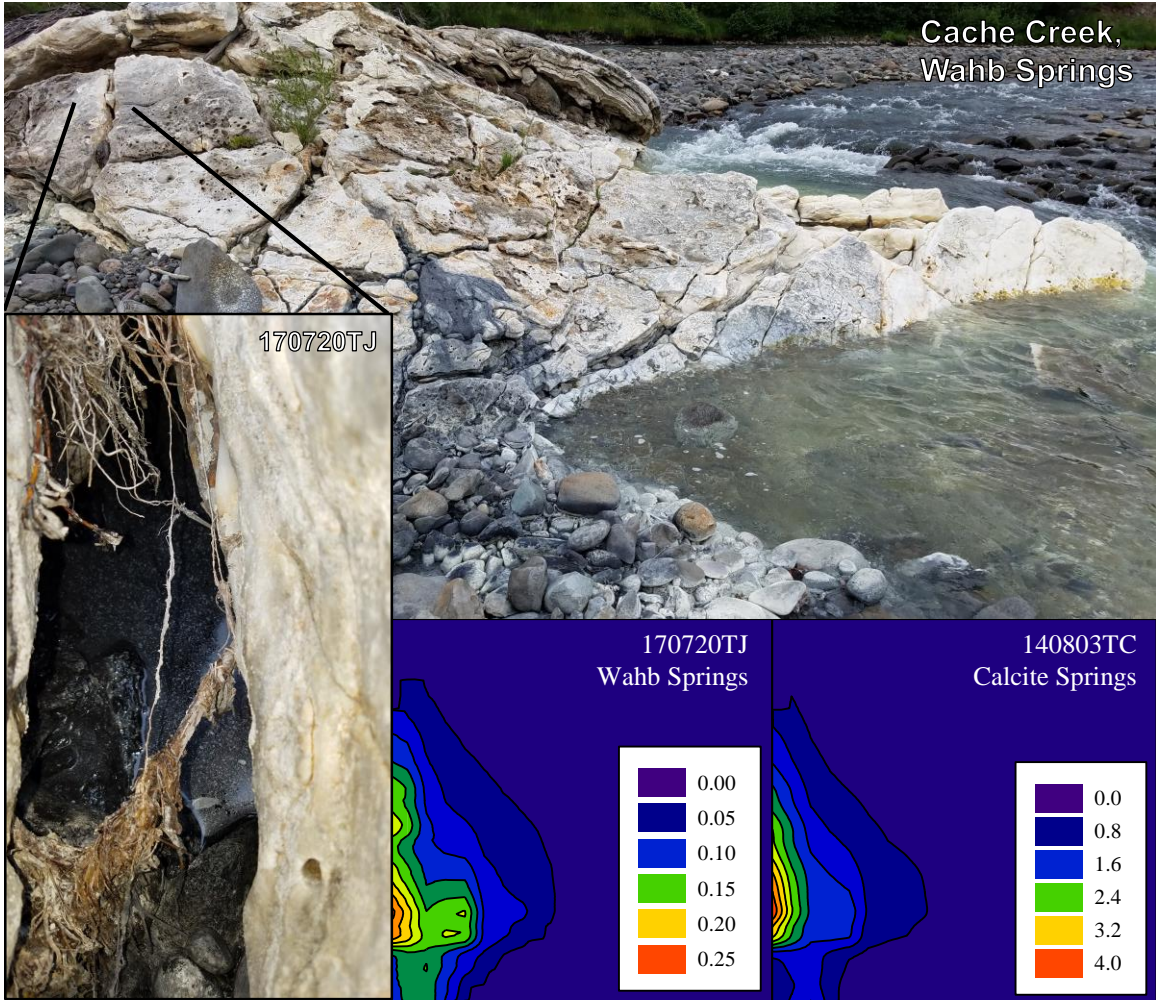 Cache Creek,
Wahb Springs
170720TJ
170720TJ
Wahb Springs
0.00
0.05
0.10
0.15
0.20
0.25
140803TC
Calcite Springs
0.0
0.8
1.6
2.4
3.2
4.0